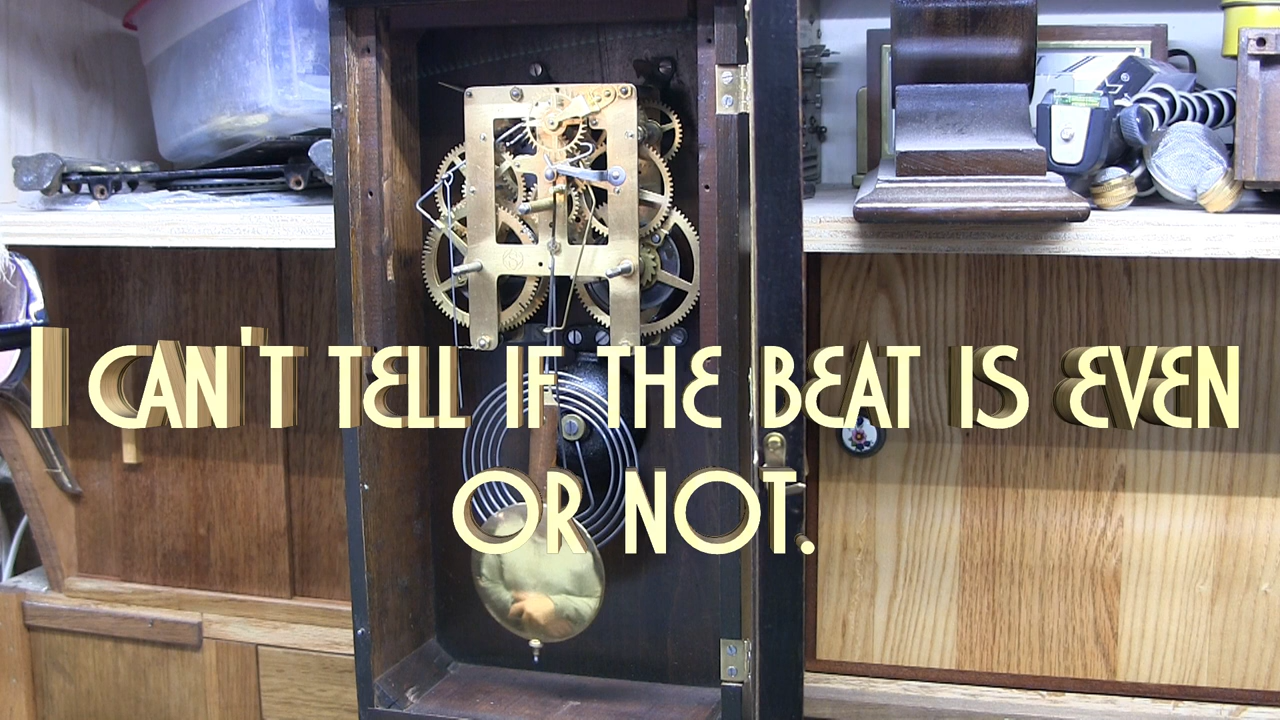 I CAN'T TELL IF THE BEAT IS EVEN
OR NOT.